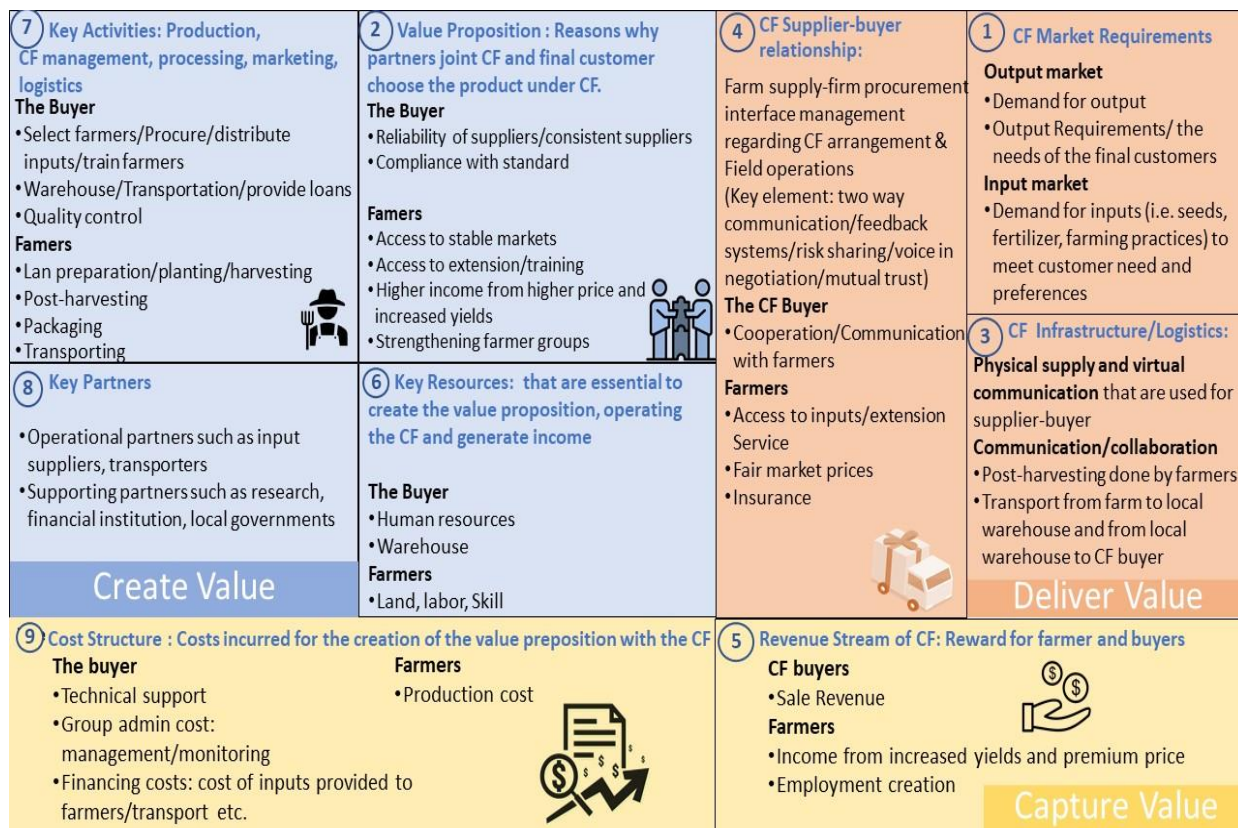 7 Key Activities: Production,
CF management, processing, marketing,
logistics
The Buyer
•Select farmers/Procure/distribute
inputs/train farmers
•Warehouse/Transportation/provide loans
•Quality control
Famers
•Lan preparation/planting/harvesting
•Post-harvesting
•Packaging
•Transporting
2 Value Proposition : Reasons why
partners joint CF and final customer
choose the product under CF.
The Buyer
•Reliability of suppliers/consistent suppliers
•Compliance with standard
Famers
•Access to stable markets
•Access to extension/training
•Higher income from higher price and
increased yields
•Strengthening farmer groups
4 CF Supplier-buyer
relationship:
Farm supply-firm procurement
interface management
regarding CF arrangement &
Field operations
(Key element: two way
communication/feedback
systems/risk sharing/voice in
negotiation/mutual trust)
The CF Buyer
•Cooperation/Communication
with farmers
Farmers
•Access to inputs/extension
Service
•Fair market prices
•Insurance
1 CF Market Requirements
Output market
•Demand for output
•Output Requirements/ the
needs of the final customers
Input market
•Demand for inputs (i.e. seeds,
fertilizer, farming practices) to
meet customer need and
preferences
3 CF Infrastructure/Logistics:
Physical supply and virtual
communication that are used for
supplier-buyer
Communication/collaboration
•Post-harvesting done by farmers
•Transport from farm to local
warehouse and from local
warehouse to CF buyer
Deliver Value
8 Key Partners
•Operational partners such as input
suppliers, transporters
•Supporting partners such as research,
financial institution, local governments
Create Value
6 Key Resources: that are essential to
create the value proposition, operating
the CF and generate income
The Buyer
•Human resources
•Warehouse
Farmers
•Land, labor, Skill
9 Cost Structure : Costs incurred for the creation of the value preposition with the CF
The buyer
•Technical support
•Group admin cost:
management/monitoring
•Financing costs: cost of inputs provided to
farmers/transport etc.
Farmers
•Production cost
5 Revenue Stream of CF: Reward for farmer and buyers
CF buyers
•Sale Revenue
Farmers
•Income from increased yields and premium price
•Employment creation
Capture Value